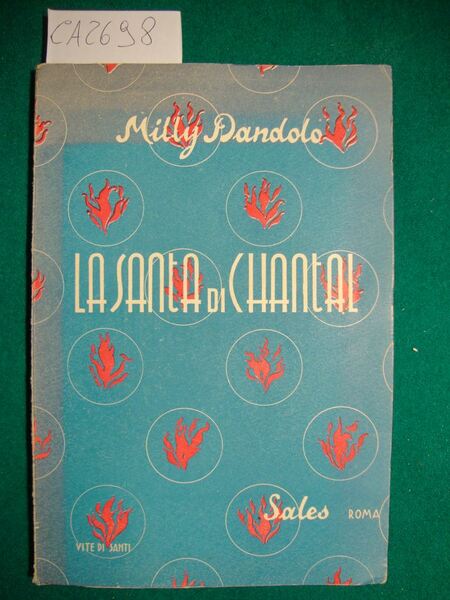 CA2698
Milly Dandolo
LA SANTA DI CHANTAL
Sales ROMA
VITE DI SANTI